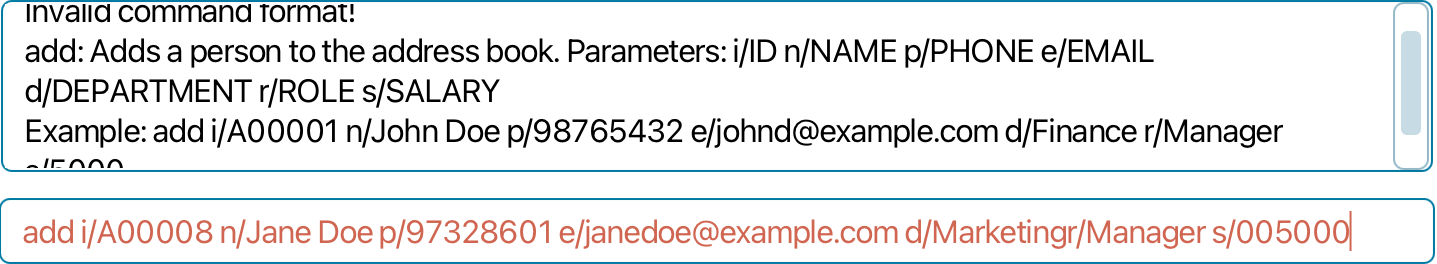 Invalid command format!
add: Adds a person to the address book. Parameters: i/ID n/NAME p/PHONE e/EMAIL
d/DEPARTMENT r/ROLE s/SALARY
Example: add i/A00001 n/John Doe p/98765432 e/johnd@example.com d/Finance r/Manager
s/5000
add i/A00008 n/Jane Doe p/97328601 e/janedoe@example.com d/Marketingr/Manager s/005000